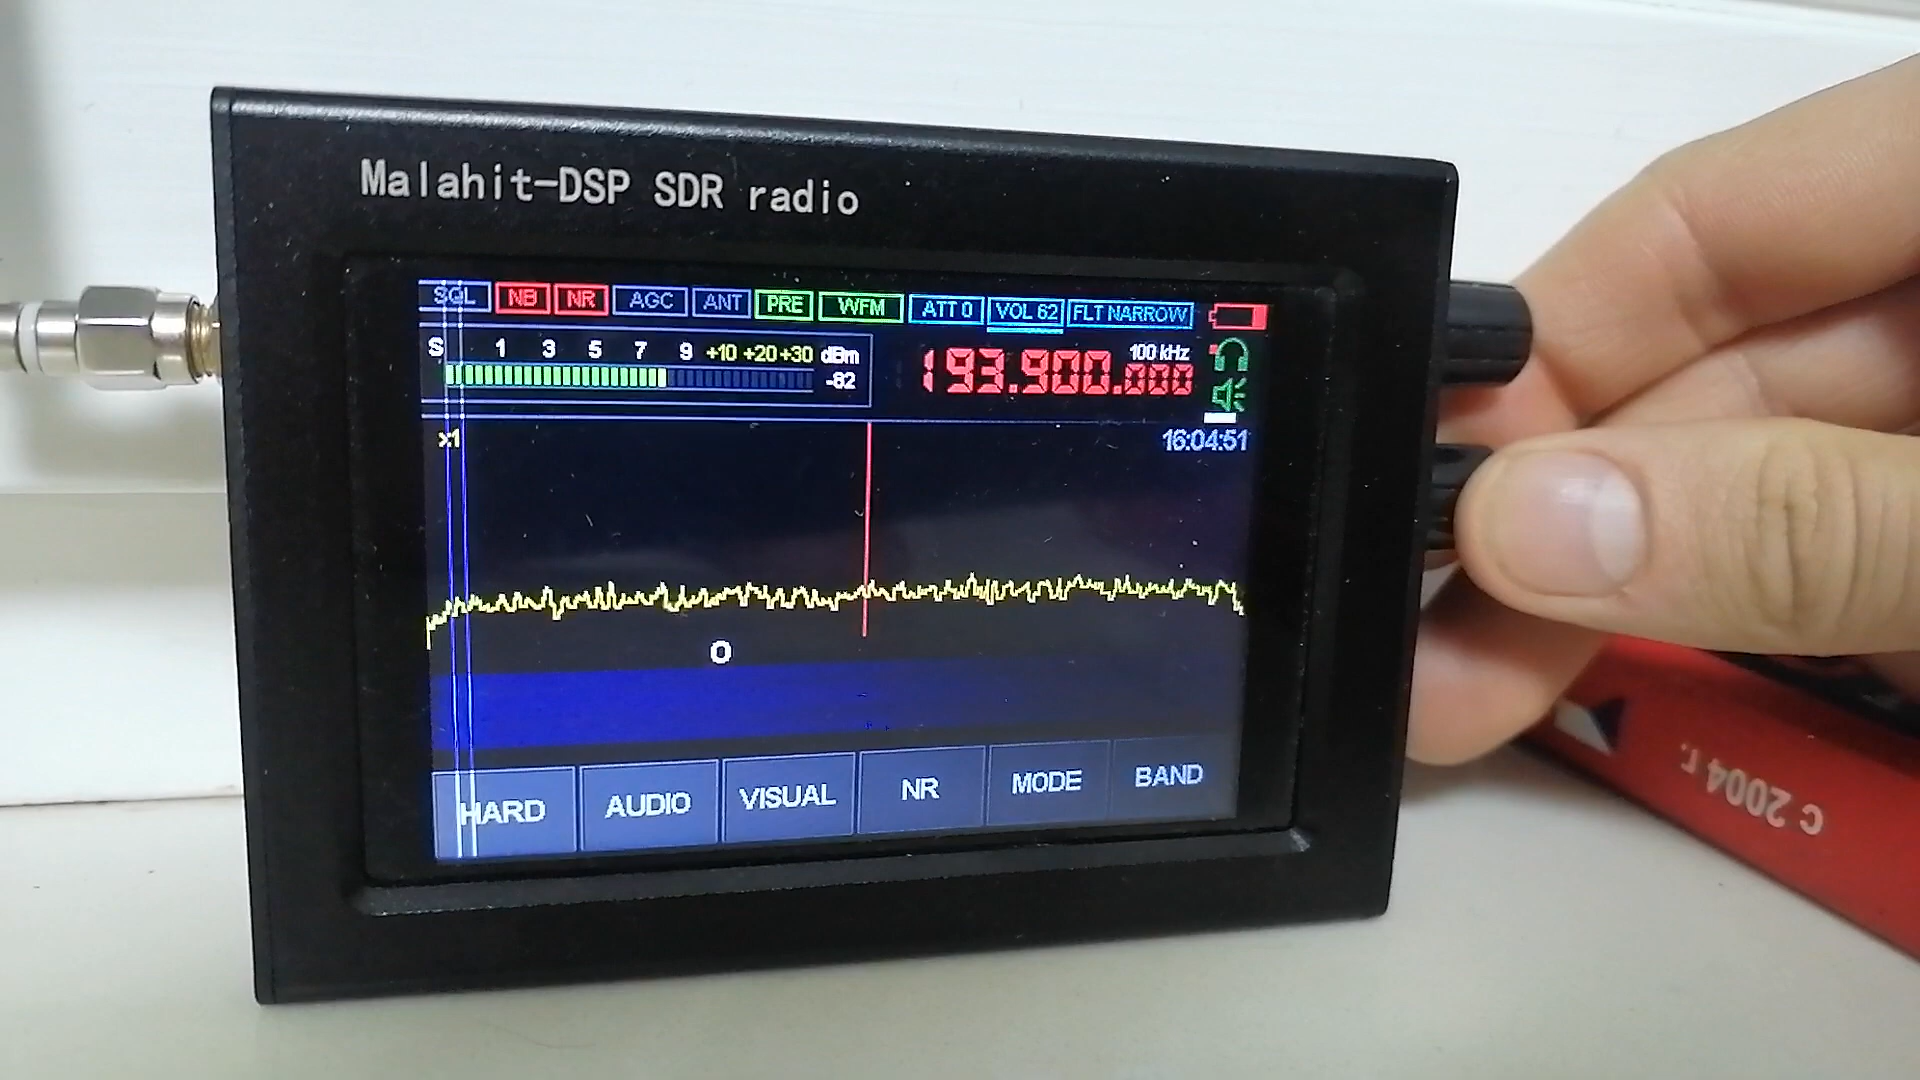 Malahit-DSP SDR radio
SQL NB NR AGC ANT PRE WFM ATT 0 VOL 62 FLT NARROW
S 1 3 5 7 9 +10 +20 +30 dBm
-82
100 kHz
193.900.000
x1
16:04:51
HARD AUDIO VISUAL NR MODE BAND
с 2004 г.